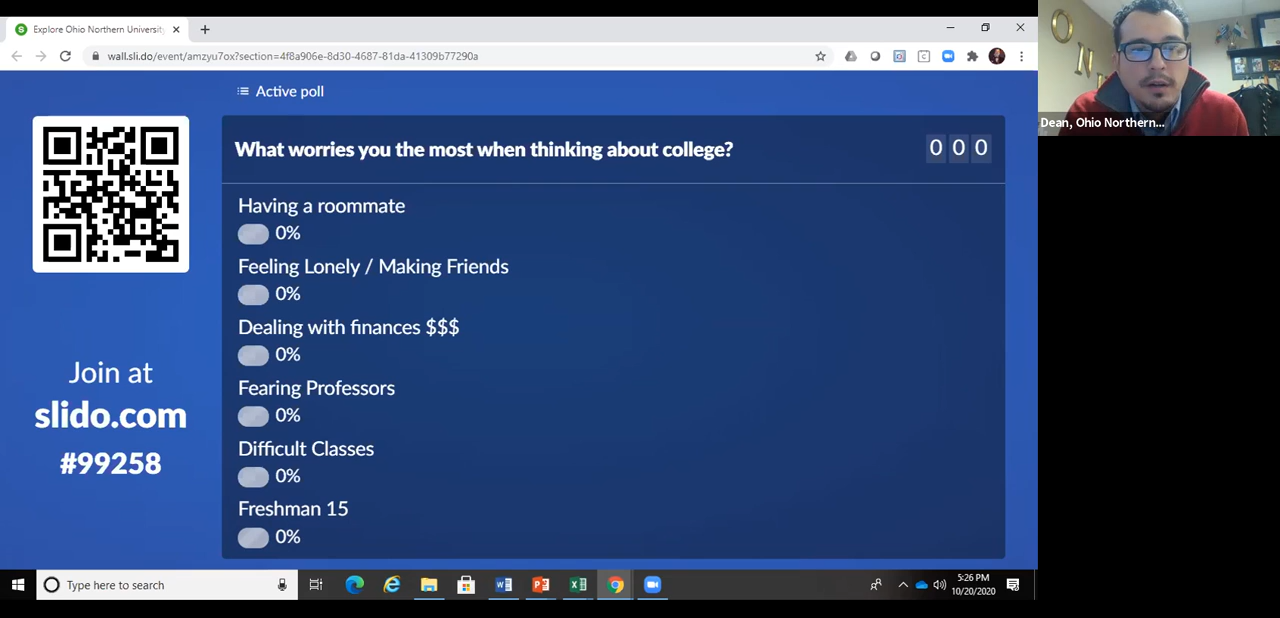 Explore Ohio Northern University
wall.sli.do/event/amzyu7ox?section=4f8a906e-8d30-4687-81da-41309b77290a
Active poll
What worries you the most when thinking about college?
0 0 0
Having a roommate
0%
Feeling Lonely / Making Friends
0%
Dealing with finances $$$
0%
Fearing Professors
0%
Difficult Classes
0%
Freshman 15
0%
Join at
slido.com
#99258
Dean, Ohio Northern...
O
N
Type here to search
5:26 PM
10/20/2020